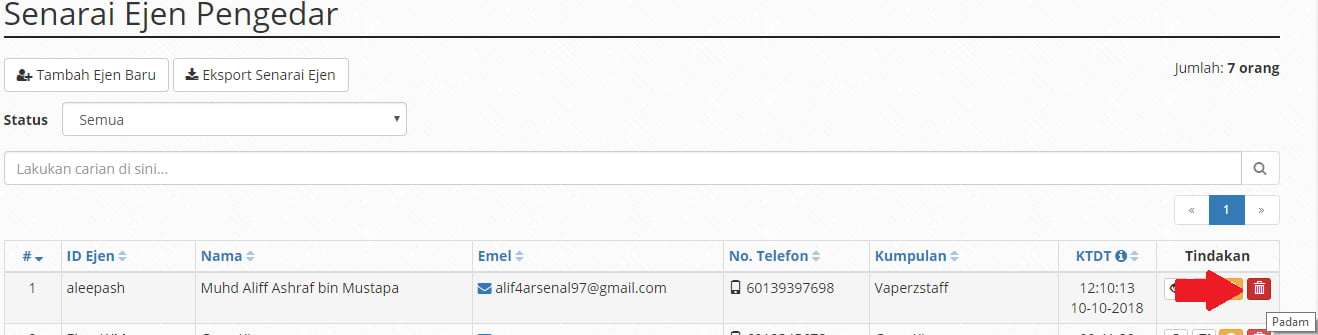 Senarai Ejen Pengedar
Tambah Ejen Baru Eksport Senarai Ejen Jumlah: 7 orang
Status Semua
Lakukan carian di sini...
« 1 »
# ID Ejen Nama Emel No. Telefon Kumpulan KTDT Tindakan
1 aleepash Muhd Aliff Ashraf bin Mustapa alif4arsenal97@gmail.com 60139397698 Vaperzstaff 12:10:13
10-10-2018
Padam